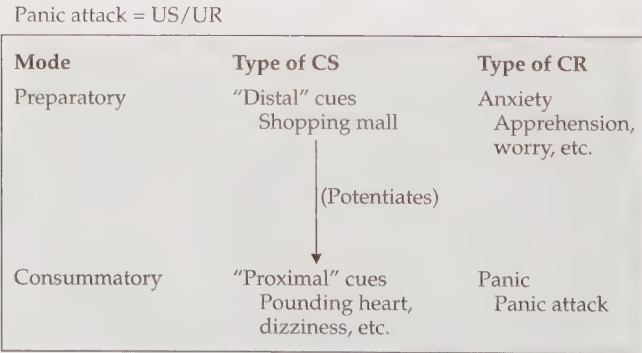 Panic attack = US/UR
Mode Type of CS Type of CR
Preparatory "Distal" cues Anxiety
Shopping mall Apprehension,
worry, etc.
(Potentiates)
Consummatory "Proximal" cues Panic
Pounding heart, Panic attack
dizziness, etc.